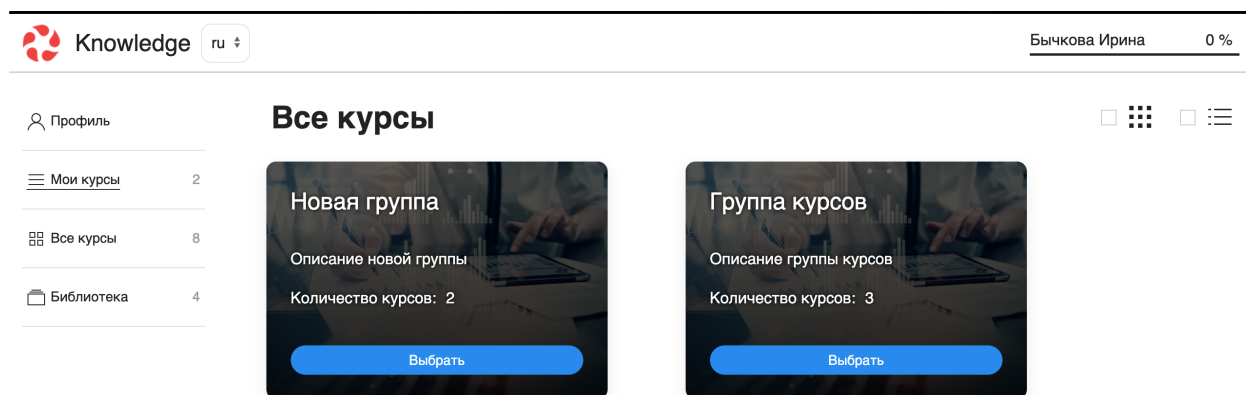 Knowledge ru
Бычкова Ирина 0 %
Профиль
Мои курсы 2
Все курсы 8
Библиотека 4
Все курсы
Новая группа
Описание новой группы
Количество курсов: 2
Выбрать
Группа курсов
Описание группы курсов
Количество курсов: 3
Выбрать